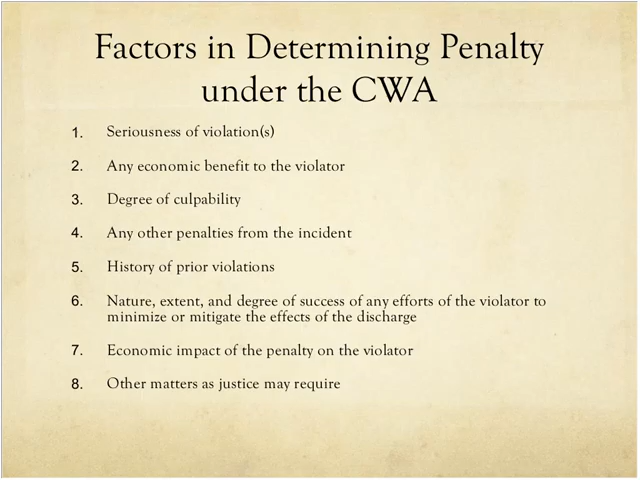 Factors in Determining Penalty
under the CWA
1. Seriousness of violation(s)
2. Any economic benefit to the violator
3. Degree of culpability
4. Any other penalties from the incident
5. History of prior violations
6. Nature, extent, and degree of success of any efforts of the violator to
minimize or mitigate the effects of the discharge
7. Economic impact of the penalty on the violator
8. Other matters as justice may require